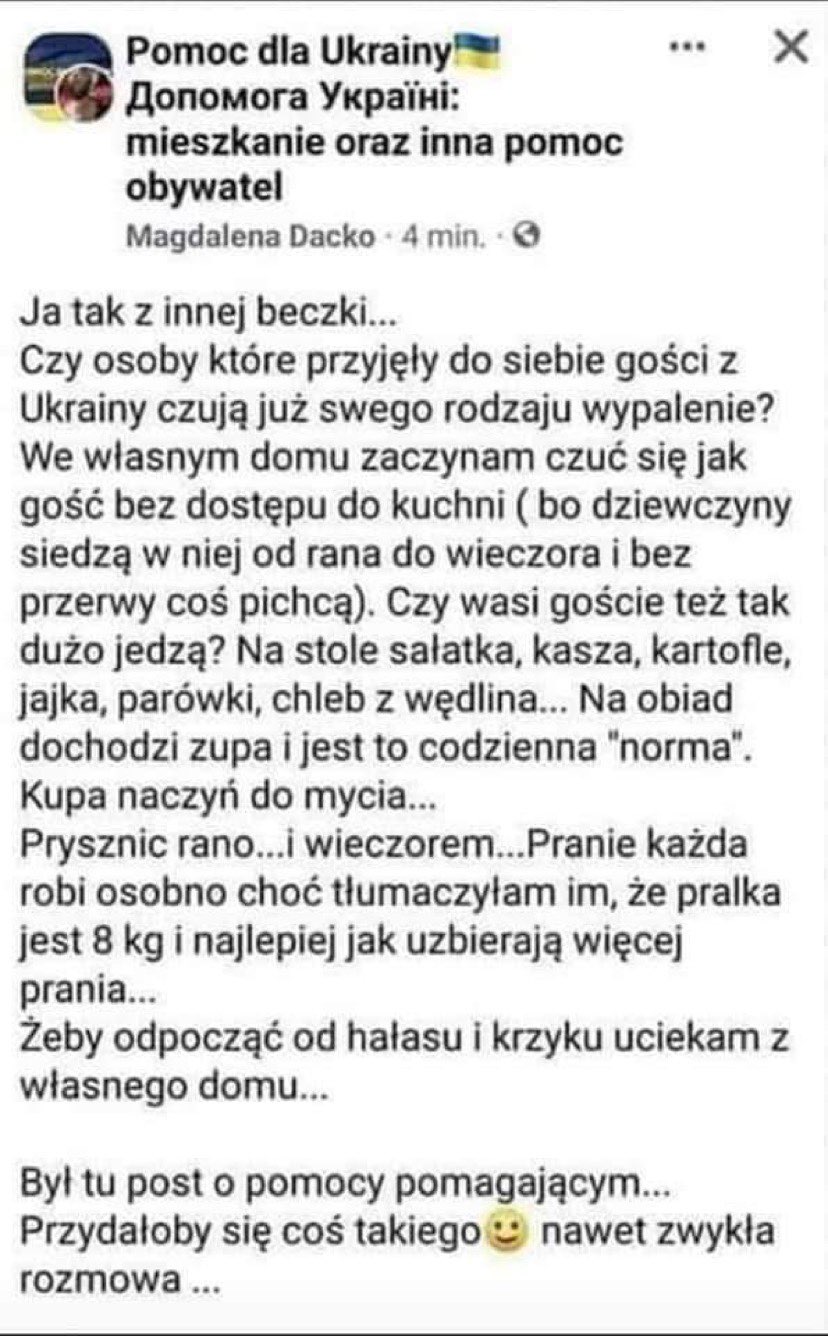 Pomoc dla Ukrainy🇺🇦
Допомога Україні:
mieszkanie oraz inna pomoc
obywatel
Magdalena Dacko · 4 min. ·
Ja tak z innej beczki...
Czy osoby które przyjęły do siebie gości z
Ukrainy czują już swego rodzaju wypalenie?
We własnym domu zaczynam czuć się jak
gość bez dostępu do kuchni ( bo dziewczyny
siedzą w niej od rana do wieczora i bez
przerwy coś pichcą). Czy wasi goście też tak
dużo jedzą? Na stole sałatka, kasza, kartofle,
jajka, parówki, chleb z wędlina... Na obiad
dochodzi zupa i jest to codzienna "norma".
Kupa naczyń do mycia...
Prysznic rano...i wieczorem...Pranie każda
robi osobno choć tłumaczyłam im, że pralka
jest 8 kg i najlepiej jak uzbierają więcej
prania...
Żeby odpocząć od hałasu i krzyku uciekam z
własnego domu...
Był tu post o pomocy pomagającym...
Przydałoby się coś takiego🙂 nawet zwykła
rozmowa ...